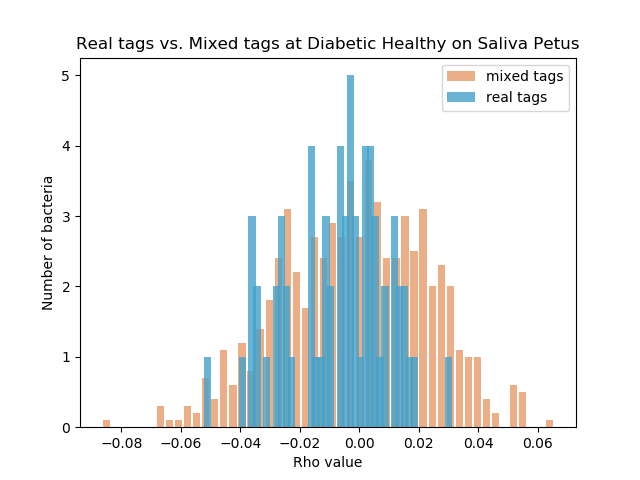 Real tags vs. Mixed tags at Diabetic Healthy on Saliva Petus
mixed tags
real tags
Number of bacteria
5
4
3
2
1
0
−0.08 −0.06 −0.04 −0.02 0.00 0.02 0.04 0.06
Rho value